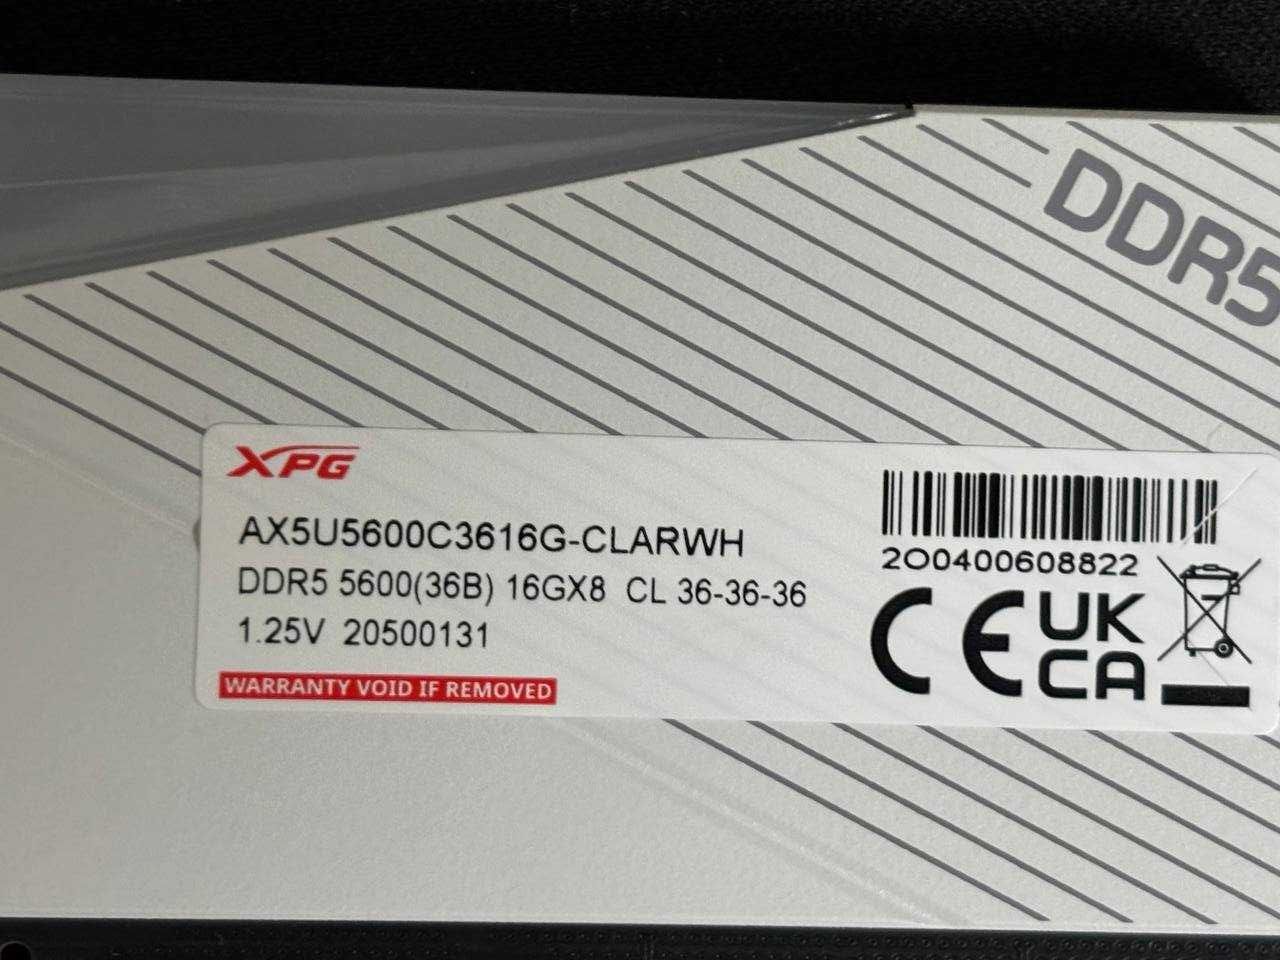 DDR5
XPG
AX5U5600C3616G-CLARWH
DDR5 5600(36B) 16GX8 CL 36-36-36
1.25V 20500131
WARRANTY VOID IF REMOVED
2O0400608822
CE
UK
CA